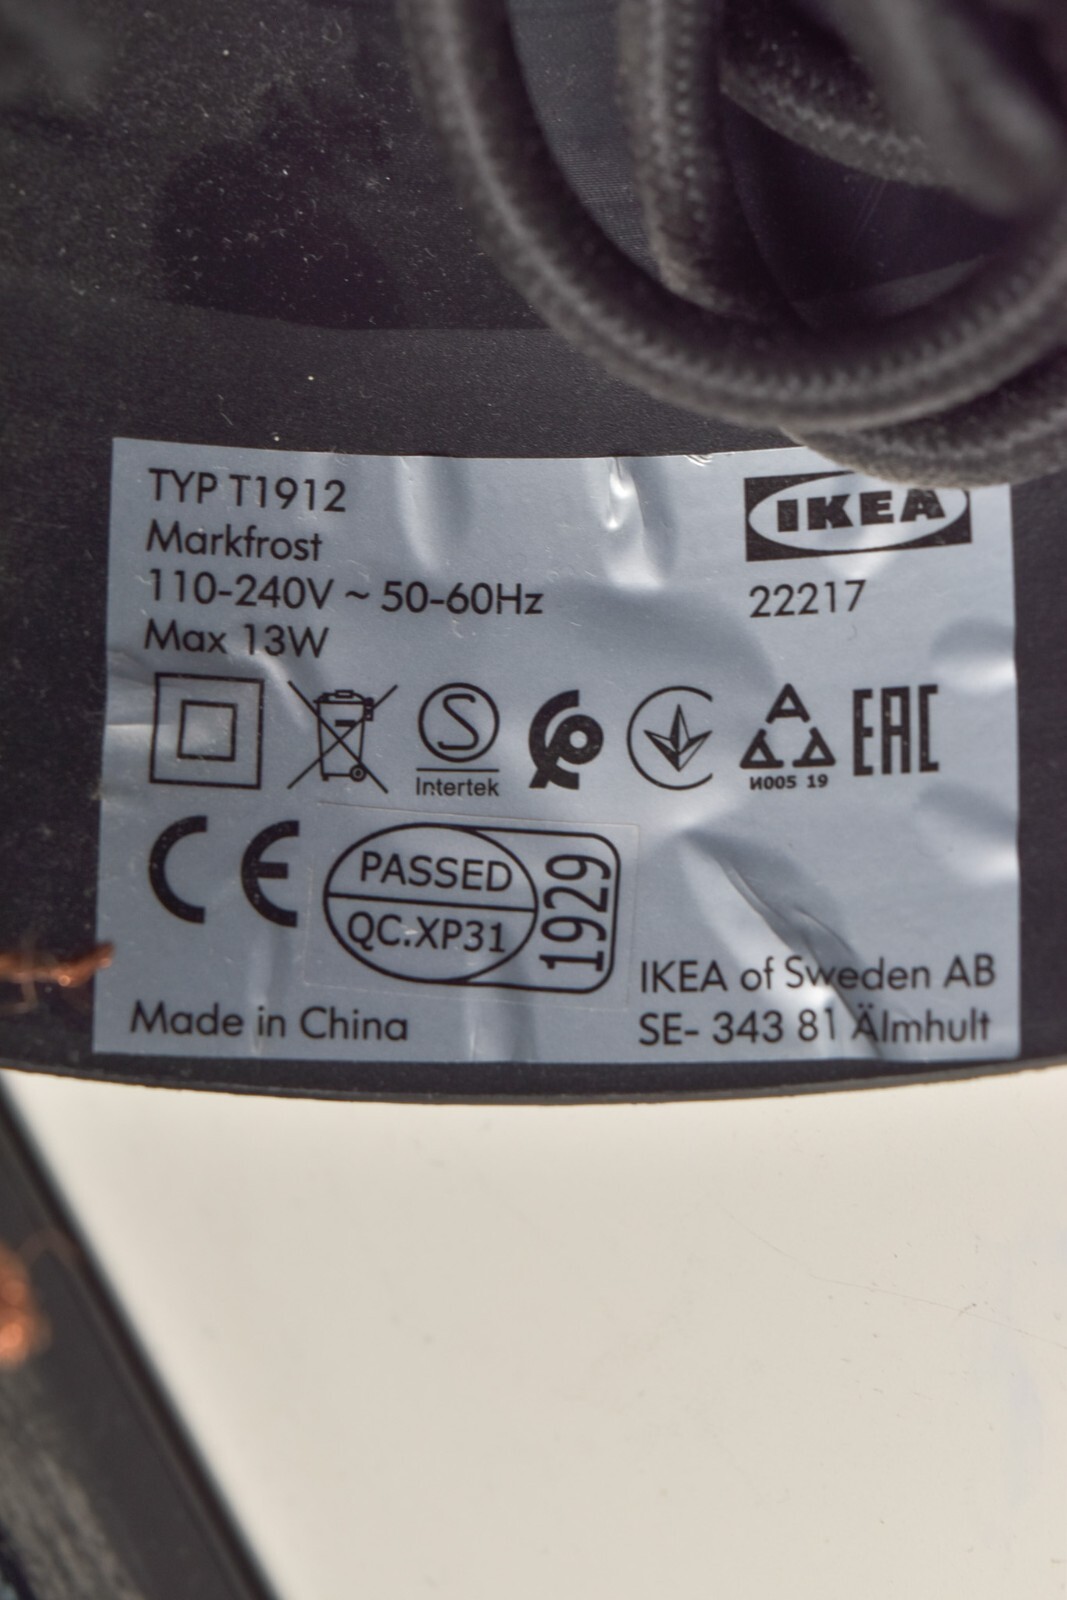 TYP T1912
Markfrost
110-240V ~ 50-60Hz
Max 13W
IKEA
22217
S
Intertek
A
И005 19
EAC
CE
PASSED
QC.XP31
1929
Made in China
IKEA of Sweden AB
SE- 343 81 Älmhult